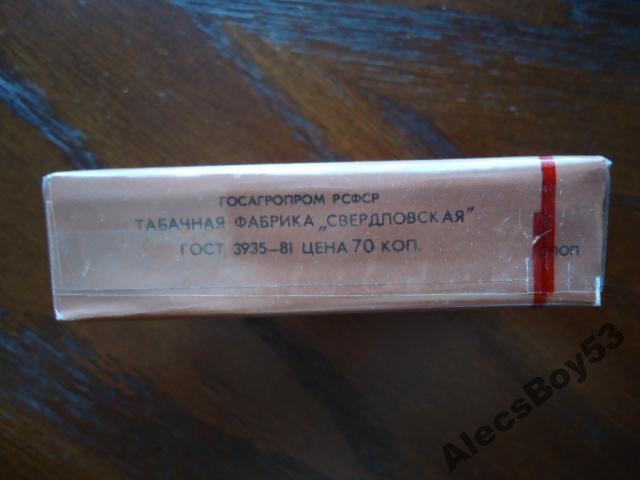 ГОСАГРОПРОМ РСФСР
ТАБАЧНАЯ ФАБРИКА „СВЕРДЛОВСКАЯ"
ГОСТ 3935—81 ЦЕНА 70 КОП.
AlecsBoy53